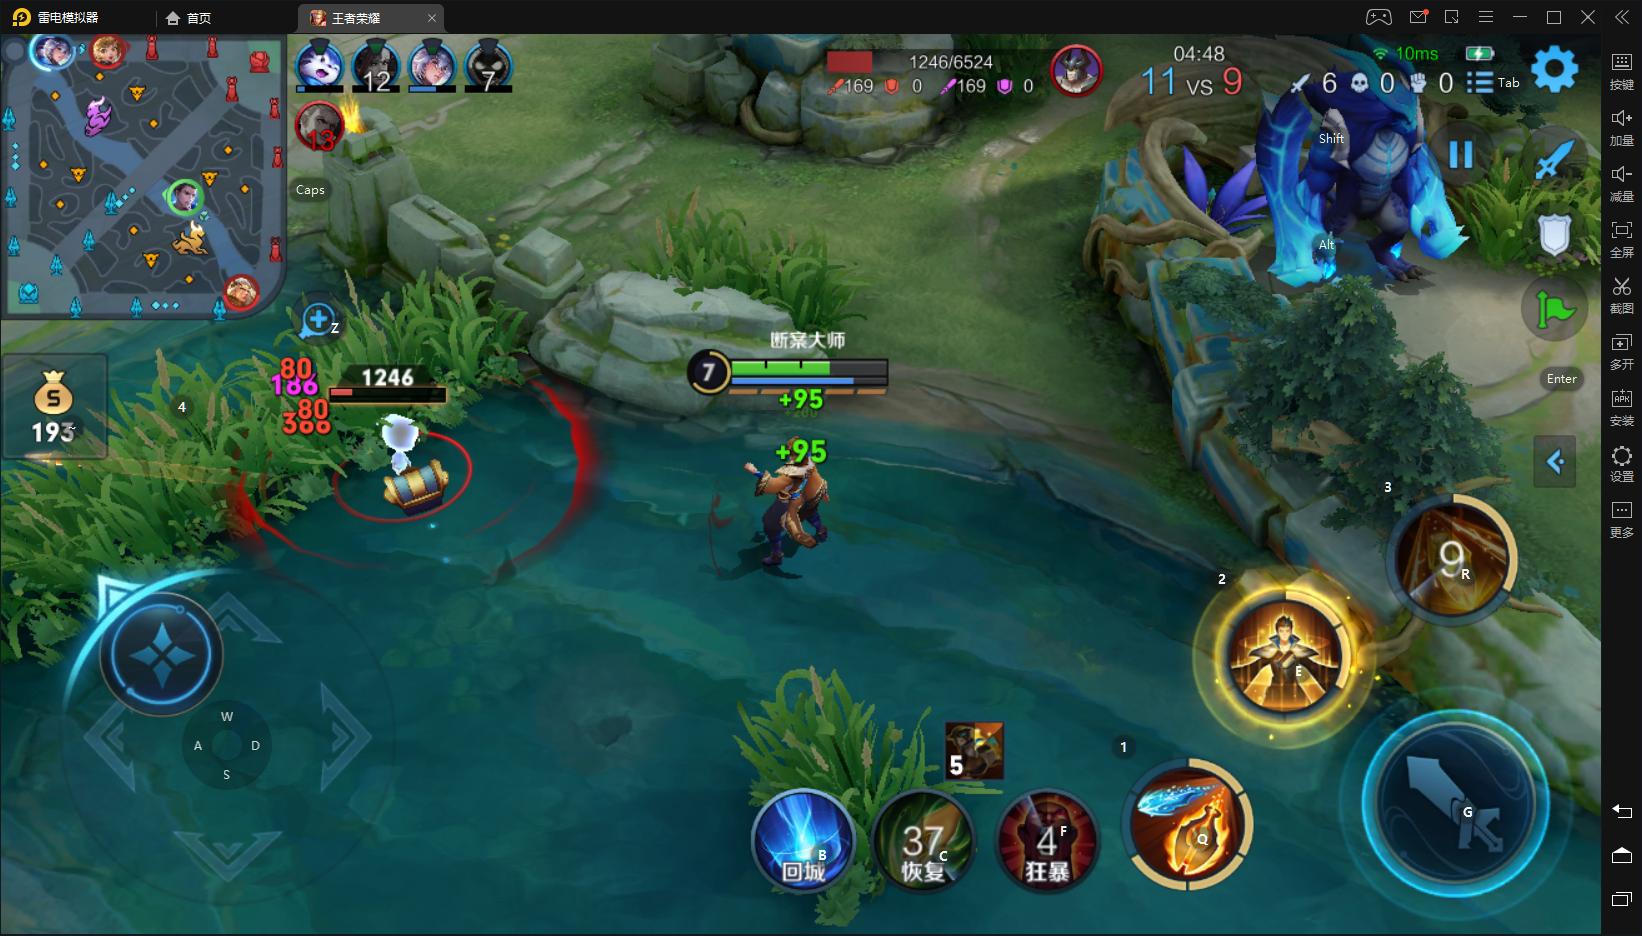 雷电模拟器
首页
王者荣耀
12
7
13
1246/6524
169 0 169 0
04:48
11 VS 9
10ms
6 0 0
Tab
Shift
Caps
Alt
Z
193
4
80
186
80
366
1246
断案大师
7
+95
+95
Enter
3
9
R
2
E
W
A
D
S
5
1
B
回城
37
C
恢复
4
F
狂暴
Q
G
按键
加量
减量
全屏
截图
多开
APK
安装
设置
更多